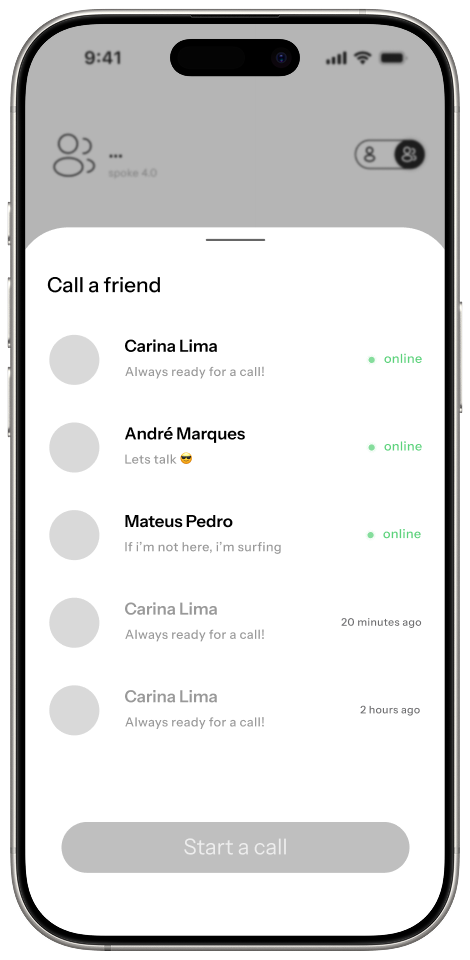 9:41
...
spoke 4.0
Call a friend
Carina Lima
Always ready for a call!
online
André Marques
Lets talk 😎
online
Mateus Pedro
If i'm not here, i'm surfing
online
Carina Lima
Always ready for a call!
20 minutes ago
Carina Lima
Always ready for a call!
2 hours ago
Start a call